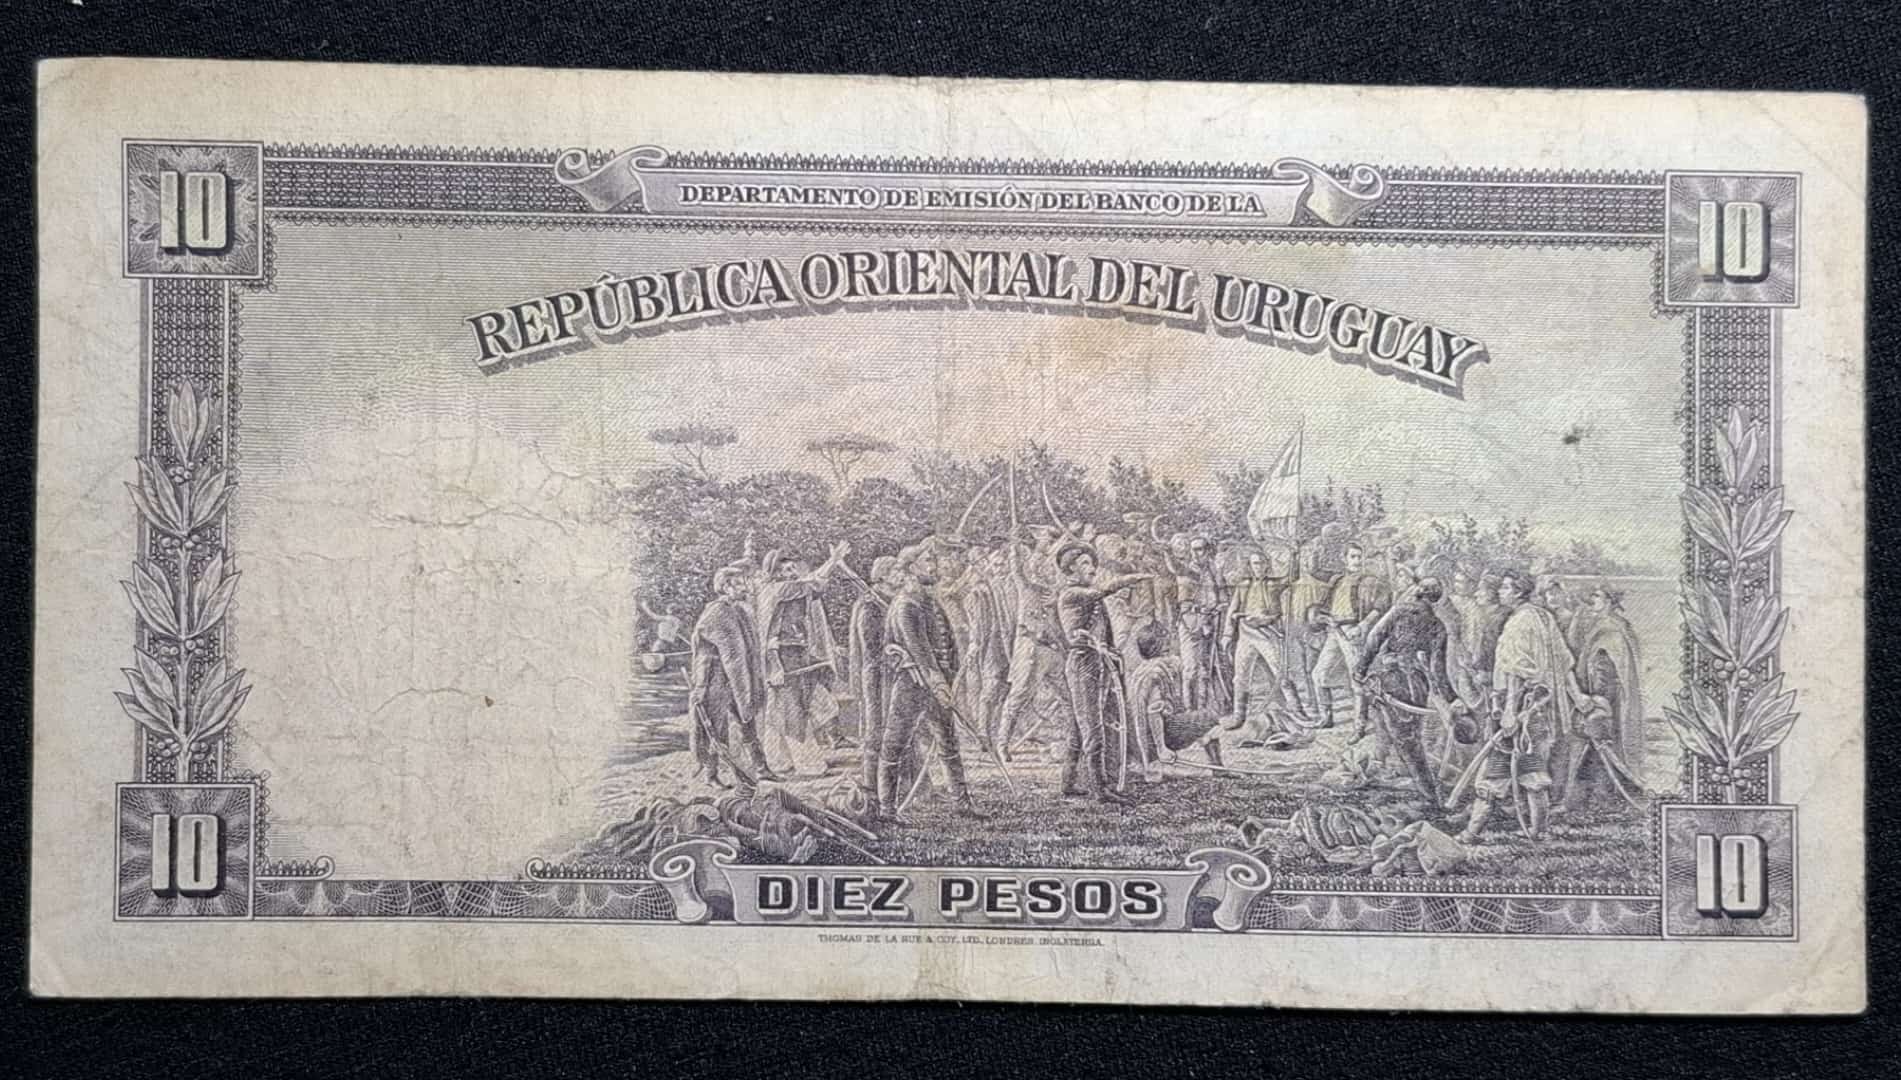 10
DEPARTAMENTO DE EMISIÓN DEL BANCO DE LA
10
REPÚBLICA ORIENTAL DEL URUGUAY
10
DIEZ PESOS
10
THOMAS DE LA RUE & COY. LTD., LONDRES. INGLATERRA.